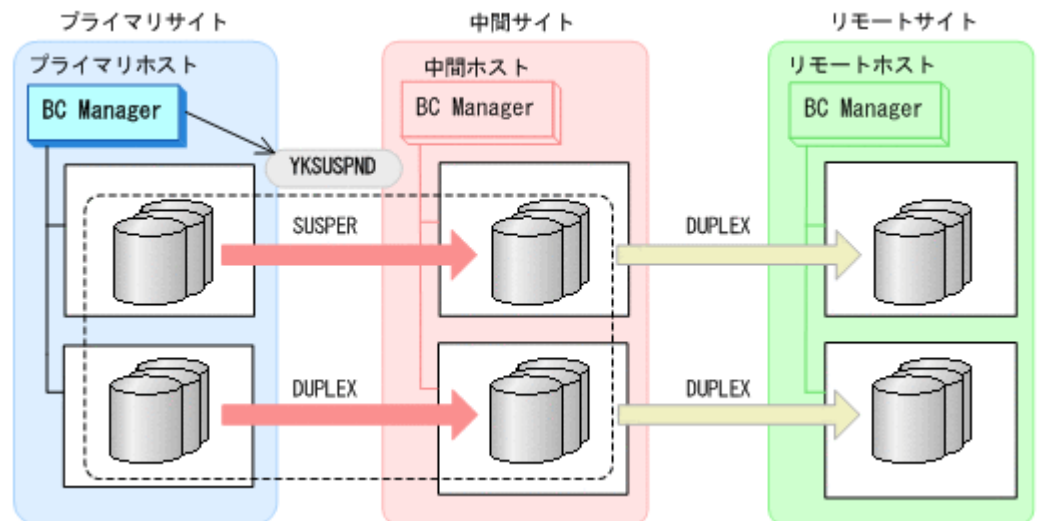 プライマリサイト
中間サイト
リモートサイト
プライマリホスト
中間ホスト
リモートホスト
BC Manager
BC Manager
BC Manager
YKSUSPND
SUSPER
DUPLEX
DUPLEX
DUPLEX